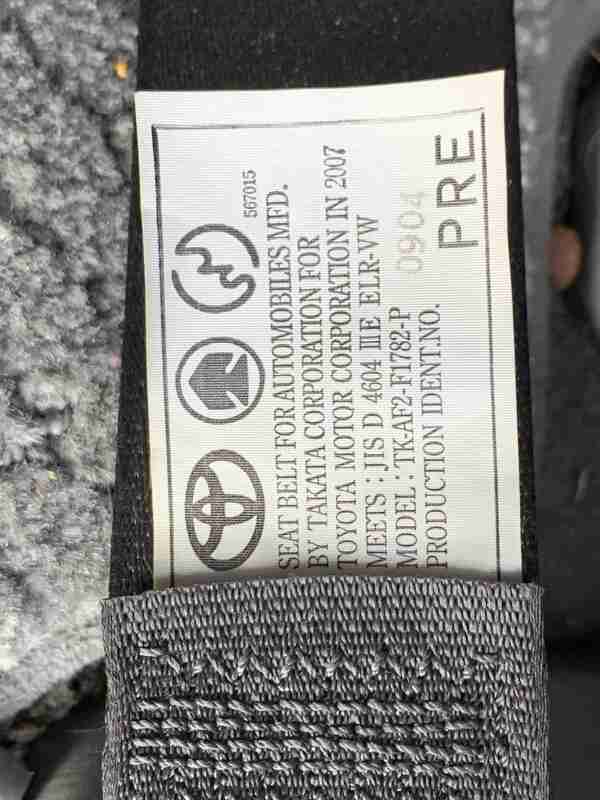 567015
SEAT BELT FOR AUTOMOBILES MFD.
BY TAKATA CORPORATION FOR
TOYOTA MOTOR CORPORATION IN 2007
MEETS : JIS D 4604 ⅢE ELR-VW
MODEL : TK-AF2-F1782-P
PRODUCTION IDENT.NO. 0904
PRE